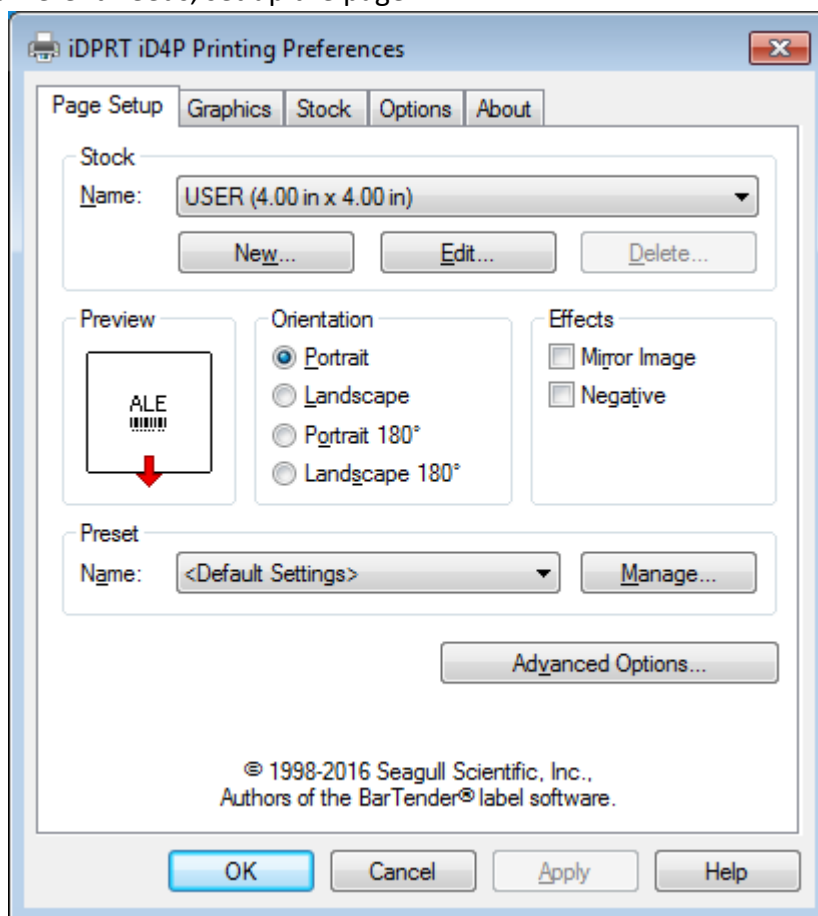 iDPRT iD4P Printing Preferences
Page Setup Graphics Stock Options About
Stock
Name: USER (4.00 in x 4.00 in)
New... Edit... Delete...
Preview
ALE
Orientation
Portrait
Landscape
Portrait 180°
Landscape 180°
Effects
Mirror Image
Negative
Preset
Name: <Default Settings> Manage...
Advanced Options...
© 1998-2016 Seagull Scientific, Inc.,
Authors of the BarTender® label software.
OK Cancel Apply Help